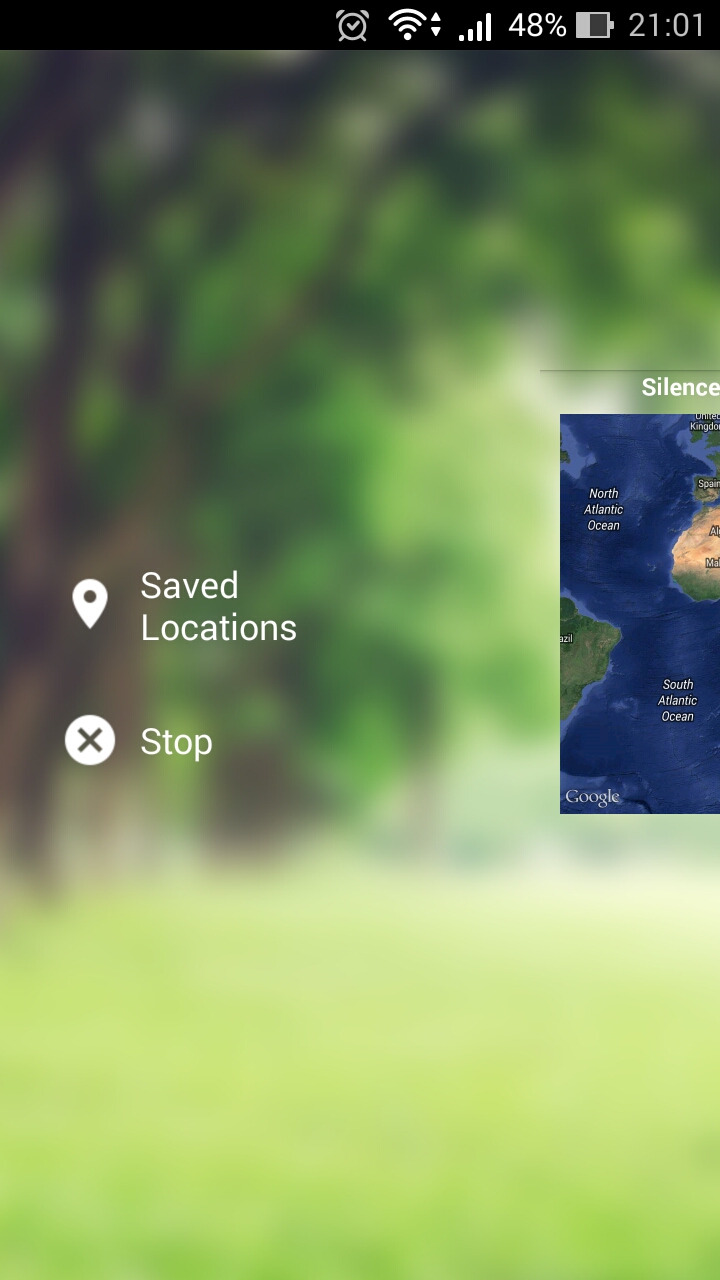 48% 21:01
Silence
United
Kingdo
Spain
North
Atlantic
Ocean
Al
Mal
azil
South
Atlantic
Ocean
Google
Saved
Locations
Stop